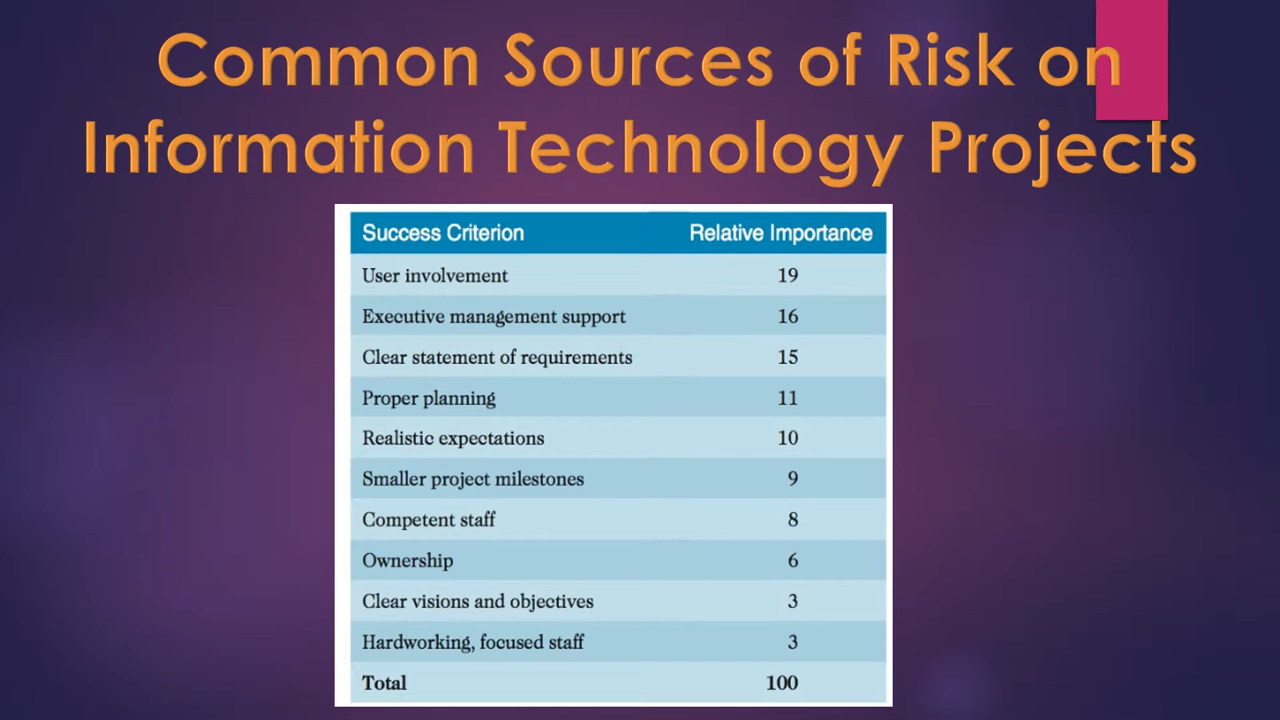 Common Sources of Risk on
Information Technology Projects
Success Criterion Relative Importance
User involvement 19
Executive management support 16
Clear statement of requirements 15
Proper planning 11
Realistic expectations 10
Smaller project milestones 9
Competent staff 8
Ownership 6
Clear visions and objectives 3
Hardworking, focused staff 3
Total 100